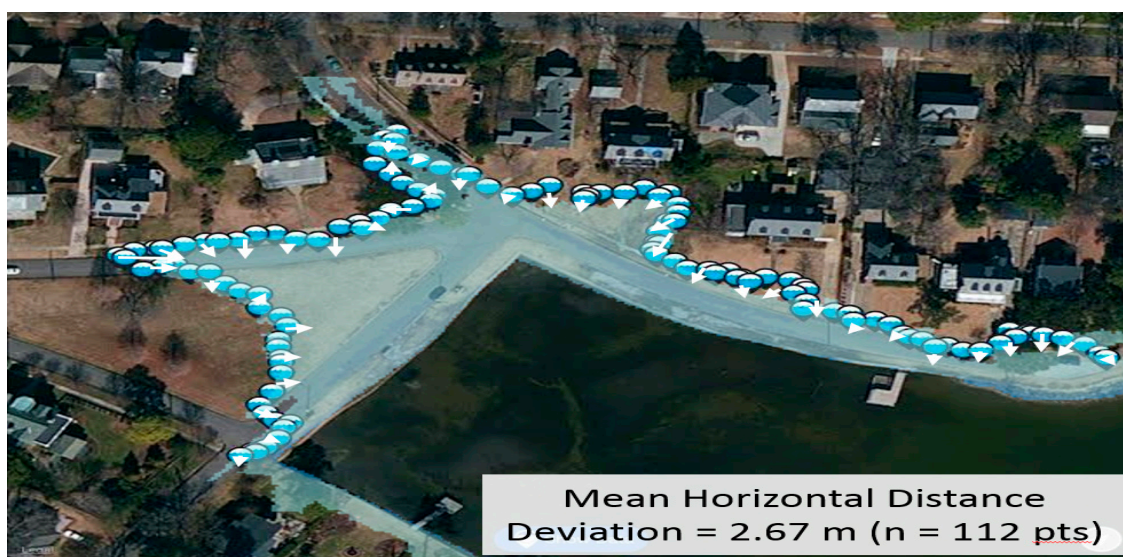 Mean Horizontal Distance
Deviation = 2.67 m (n = 112 pts)